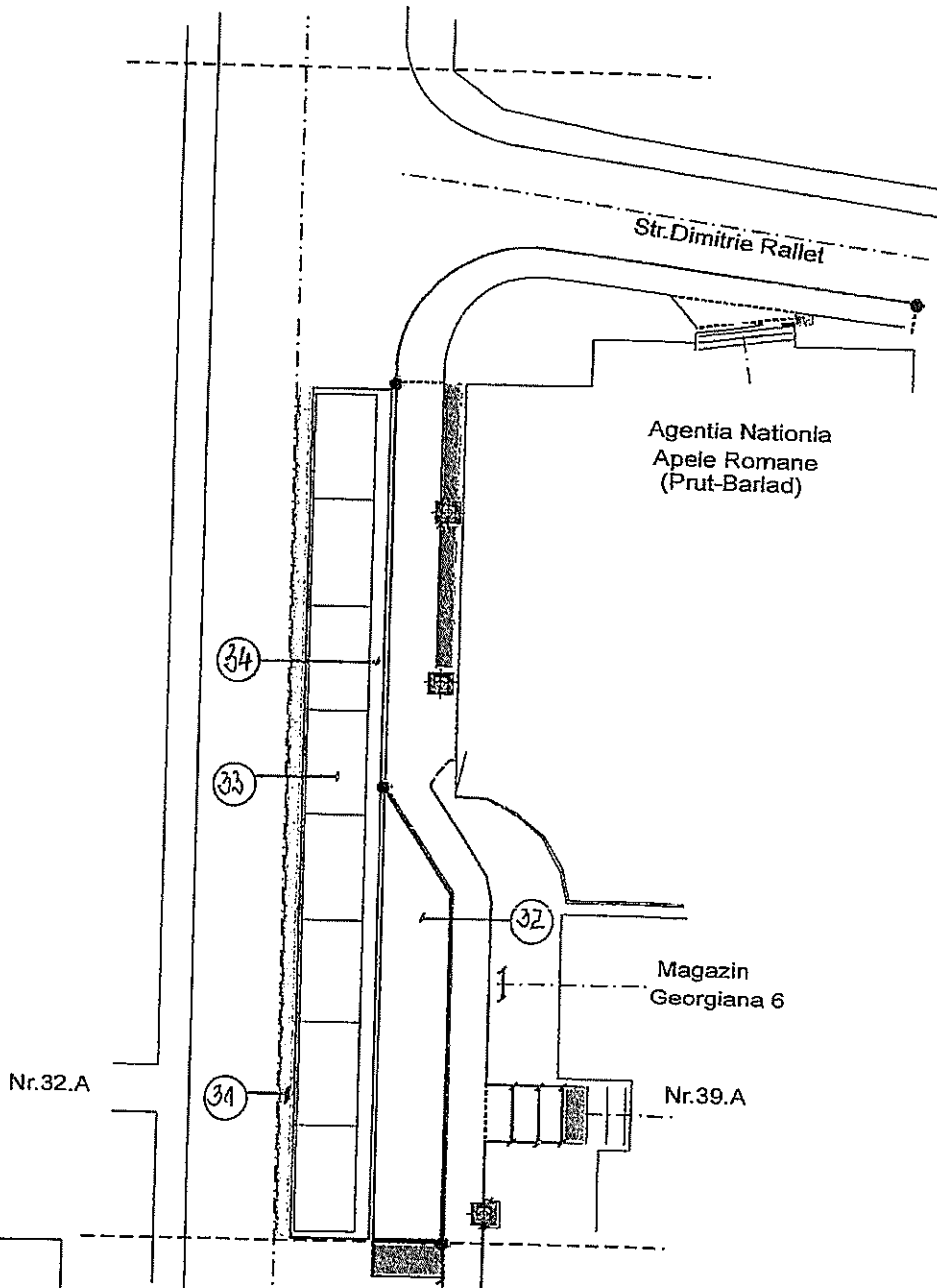 Str.Dimitrie Rallet
Agentia Nationla
Apele Romane
(Prut-Barlad)
34
33
32
Magazin
Georgiana 6
Nr.32.A
31
Nr.39.A